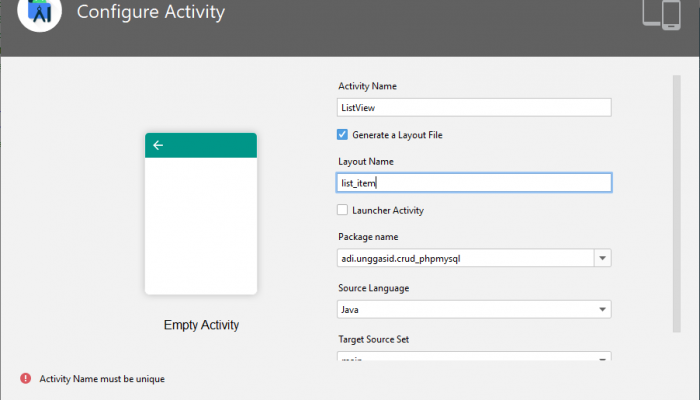 Configure Activity
Activity Name
ListView
Generate a Layout File
Layout Name
list_item
Launcher Activity
Package name
adi.unggasid.crud_phpmysql
Source Language
Java
Target Source Set
main
Empty Activity
Activity Name must be unique